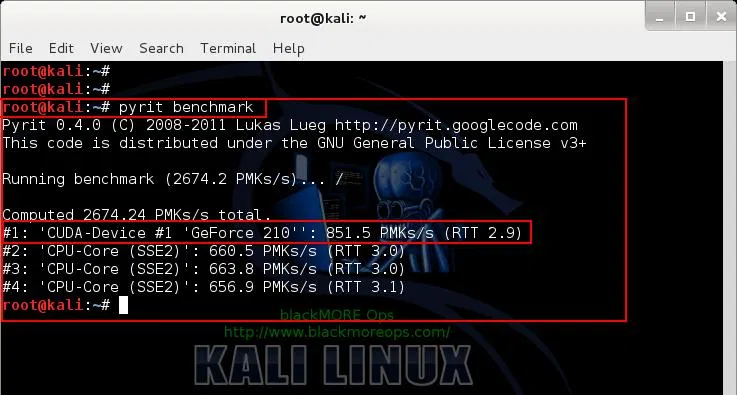 root@kali: ~
File Edit View Search Terminal Help
root@kali:~#
root@kali:~#
root@kali:~# pyrit benchmark
Pyrit 0.4.0 (C) 2008-2011 Lukas Lueg http://pyrit.googlecode.com
This code is distributed under the GNU General Public License v3+
Running benchmark (2674.2 PMKs/s)... /
Computed 2674.24 PMKs/s total.
#1: 'CUDA-Device #1 'GeForce 210'': 851.5 PMKs/s (RTT 2.9)
#2: 'CPU-Core (SSE2)': 660.5 PMKs/s (RTT 3.0)
#3: 'CPU-Core (SSE2)': 663.8 PMKs/s (RTT 3.0)
#4: 'CPU-Core (SSE2)': 656.9 PMKs/s (RTT 3.1)
root@kali:~#
blackMORE Ops
http://www.blackmoreops.com/
KALI LINUX